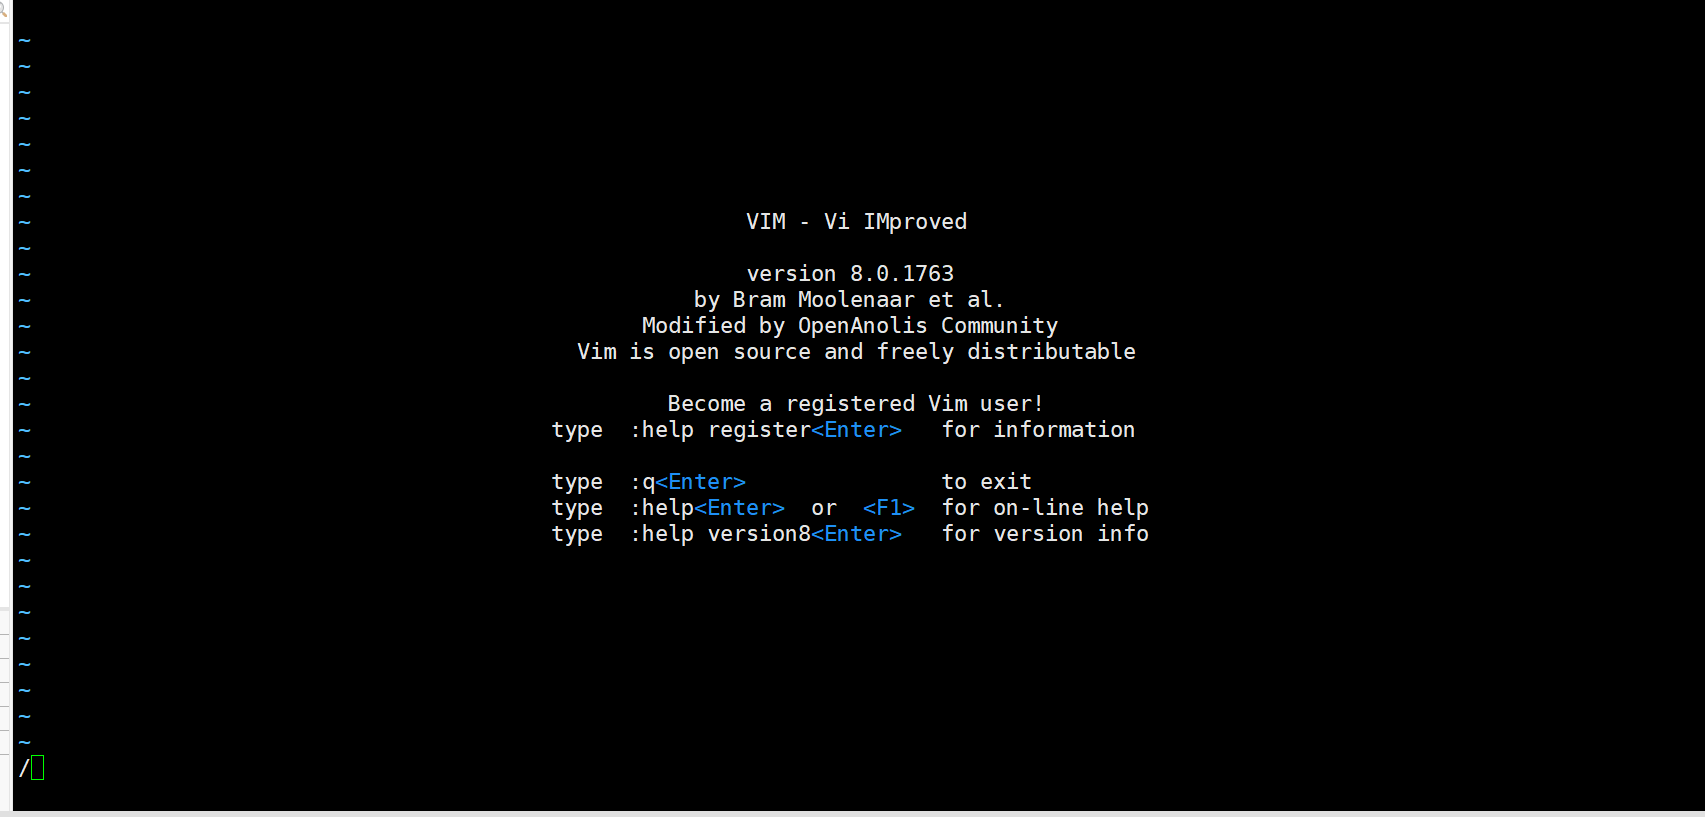 ~
~
~
~
~
~
~
~ VIM - Vi IMproved
~
~ version 8.0.1763
~ by Bram Moolenaar et al.
~ Modified by OpenAnolis Community
~ Vim is open source and freely distributable
~
~ Become a registered Vim user!
~ type  :help register<Enter>   for information
~
~ type  :q<Enter>               to exit
~ type  :help<Enter>  or  <F1>  for on-line help
~ type  :help version8<Enter>   for version info
~
~
~
~
~
~
~
~
/